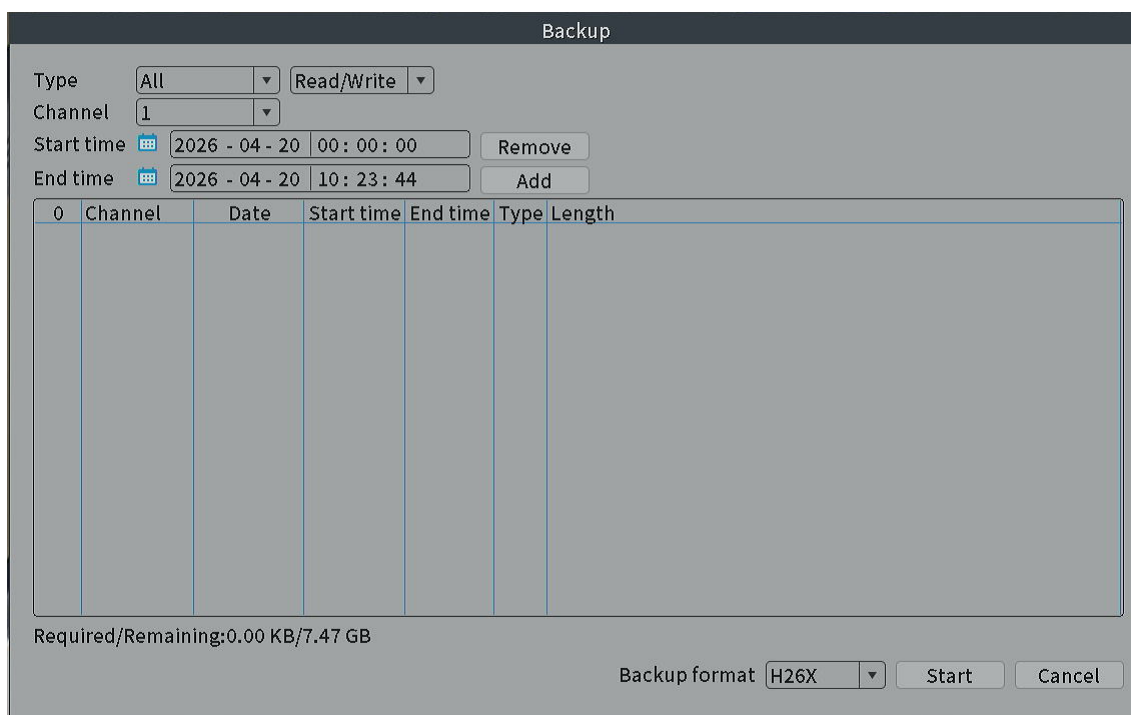 Backup
Type All Read/Write
Channel 1
Start time 2026 - 04 - 20 00 : 00 : 00 Remove
End time 2026 - 04 - 20 10 : 23 : 44 Add
0 Channel Date Start time End time Type Length
Required/Remaining:0.00 KB/7.47 GB
Backup format H26X Start Cancel